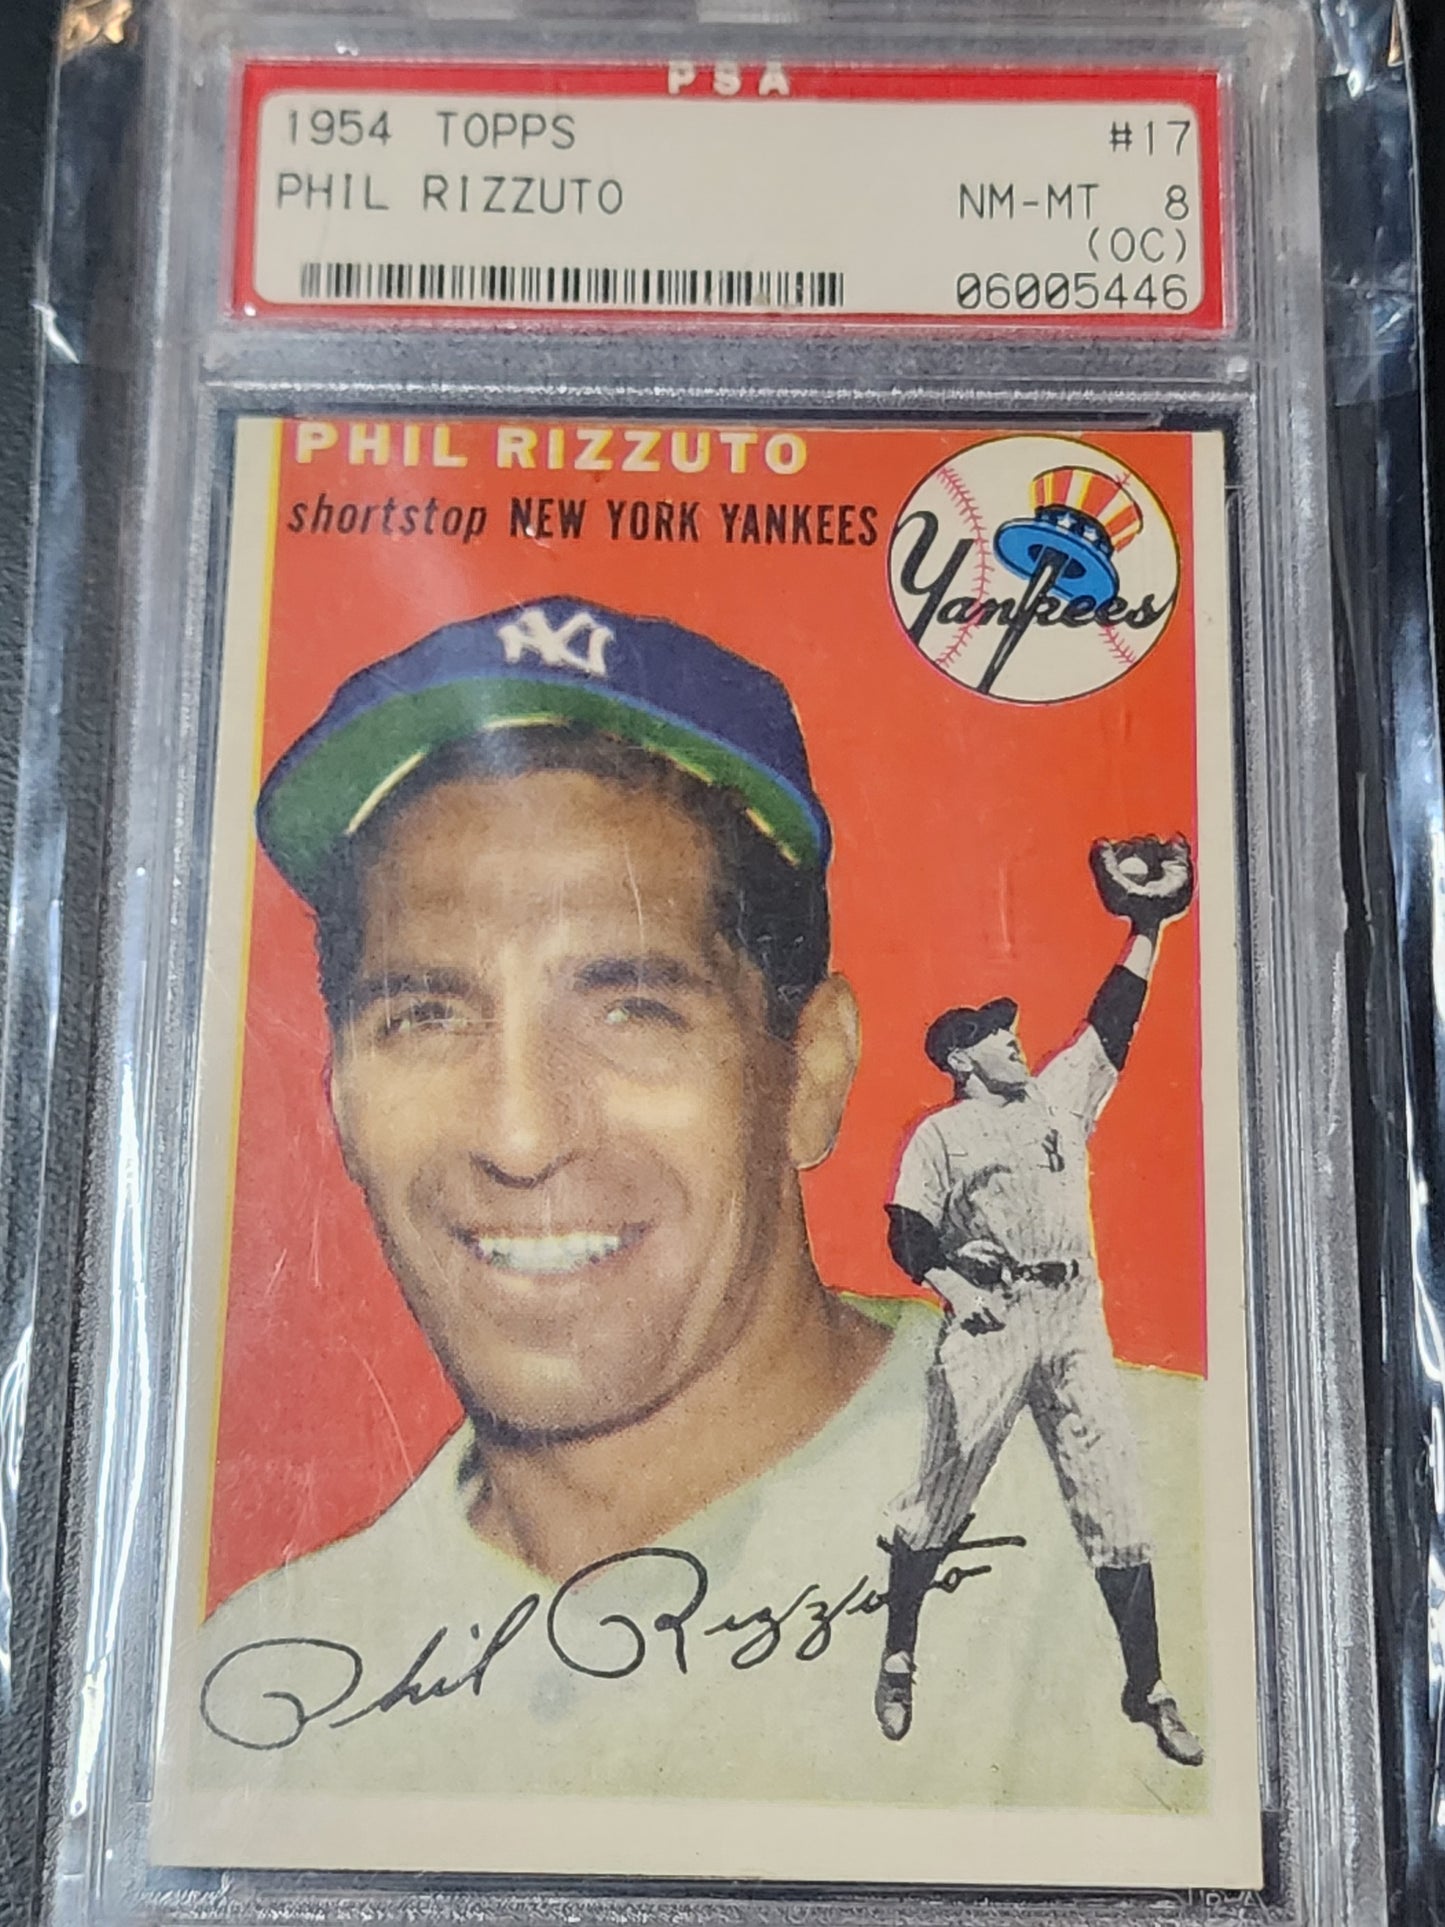 PSA
1954 TOPPS #17
PHIL RIZZUTO NM-MT 8
(OC)
06005446
PHIL RIZZUTO
shortstop NEW YORK YANKEES
Yankees
NY
Phil Rizzuto
PSA